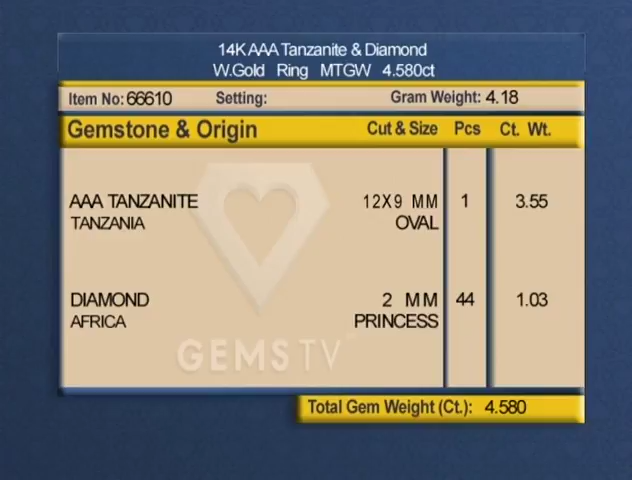 14K AAA Tanzanite & Diamond
W.Gold Ring MTGW 4.580ct
Item No: 66610 Setting: Gram Weight: 4.18
Gemstone & Origin Cut & Size Pcs Ct. Wt.
AAA TANZANITE 12X9 MM 1 3.55
TANZANIA OVAL
DIAMOND 2 MM 44 1.03
AFRICA PRINCESS
GEMS TV
Total Gem Weight (Ct.): 4.580